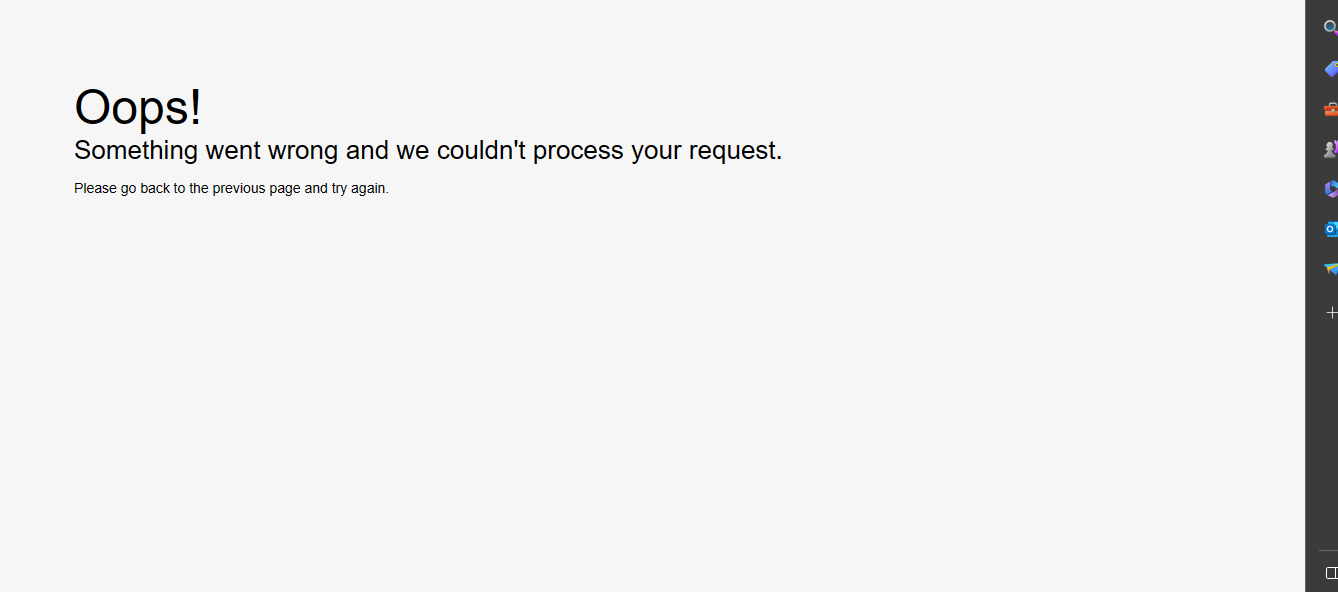 Oops!
Something went wrong and we couldn't process your request.
Please go back to the previous page and try again.